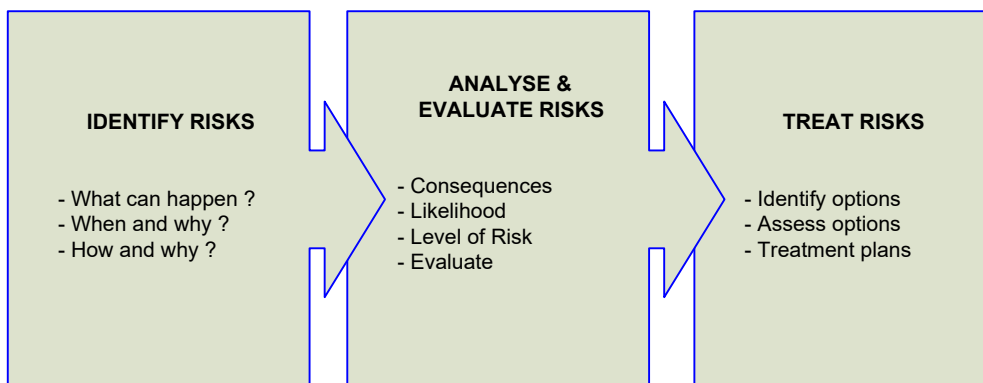 IDENTIFY RISKS
- What can happen ?
- When and why ?
- How and why ?
ANALYSE &
EVALUATE RISKS
- Consequences
- Likelihood
- Level of Risk
- Evaluate
TREAT RISKS
- Identify options
- Assess options
- Treatment plans